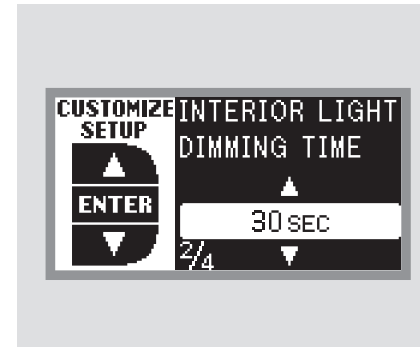 CUSTOMIZE
SETUP
ENTER
INTERIOR LIGHT
DIMMING TIME
30 SEC
2/4